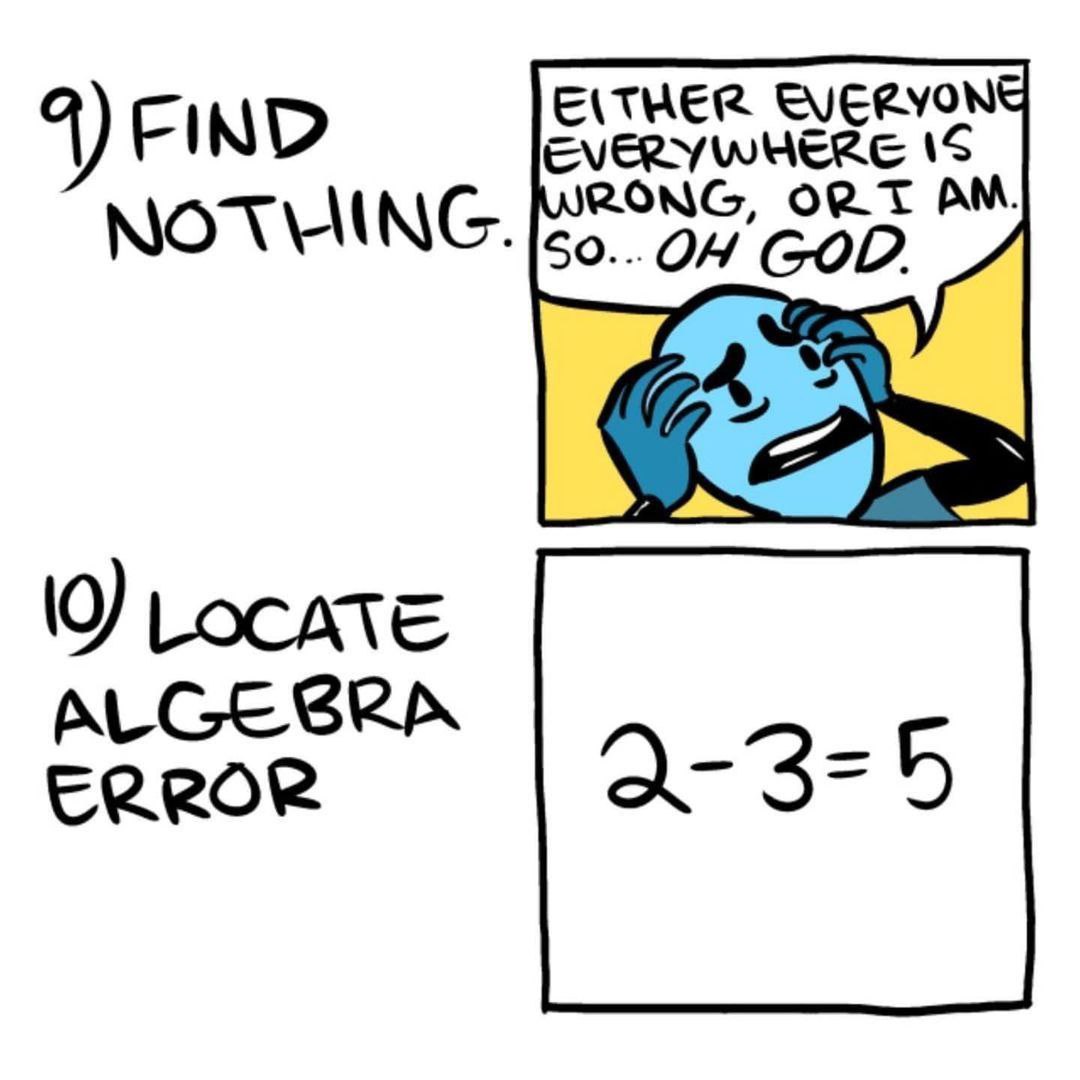 9) FIND
NOTHING.
EITHER EVERYONE
EVERYWHERE IS
WRONG, OR I AM.
SO... OH GOD.
10) LOCATE
ALGEBRA
ERROR
2-3=5